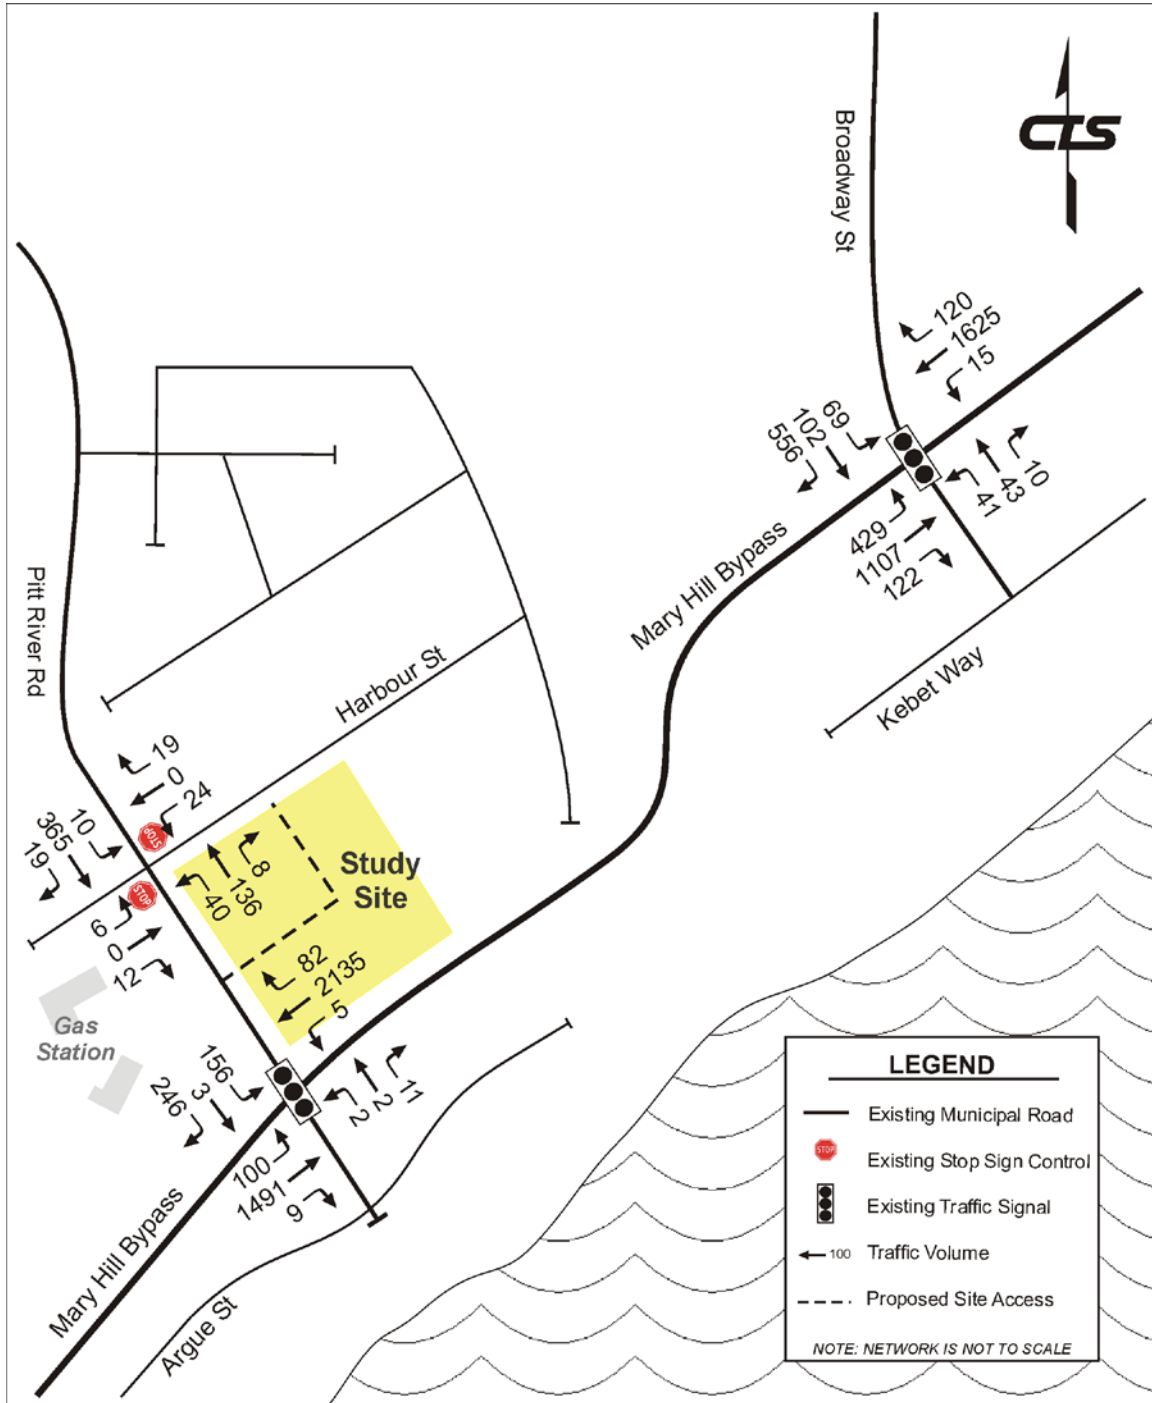 CTS
Broadway St
120
1625
15
69
102
556
10
43
41
429
1107
122
Mary Hill Bypass
Kebet Way
Pitt River Rd
Harbour St
19
0
24
10
365
19
STOP
STOP
8
136
40
Study
Site
6
0
12
82
2135
5
Gas
Station
156
3
246
11
2
2
100
1491
9
Mary Hill Bypass
Argue St
LEGEND
Existing Municipal Road
STOP
Existing Stop Sign Control
Existing Traffic Signal
100 Traffic Volume
Proposed Site Access
NOTE: NETWORK IS NOT TO SCALE